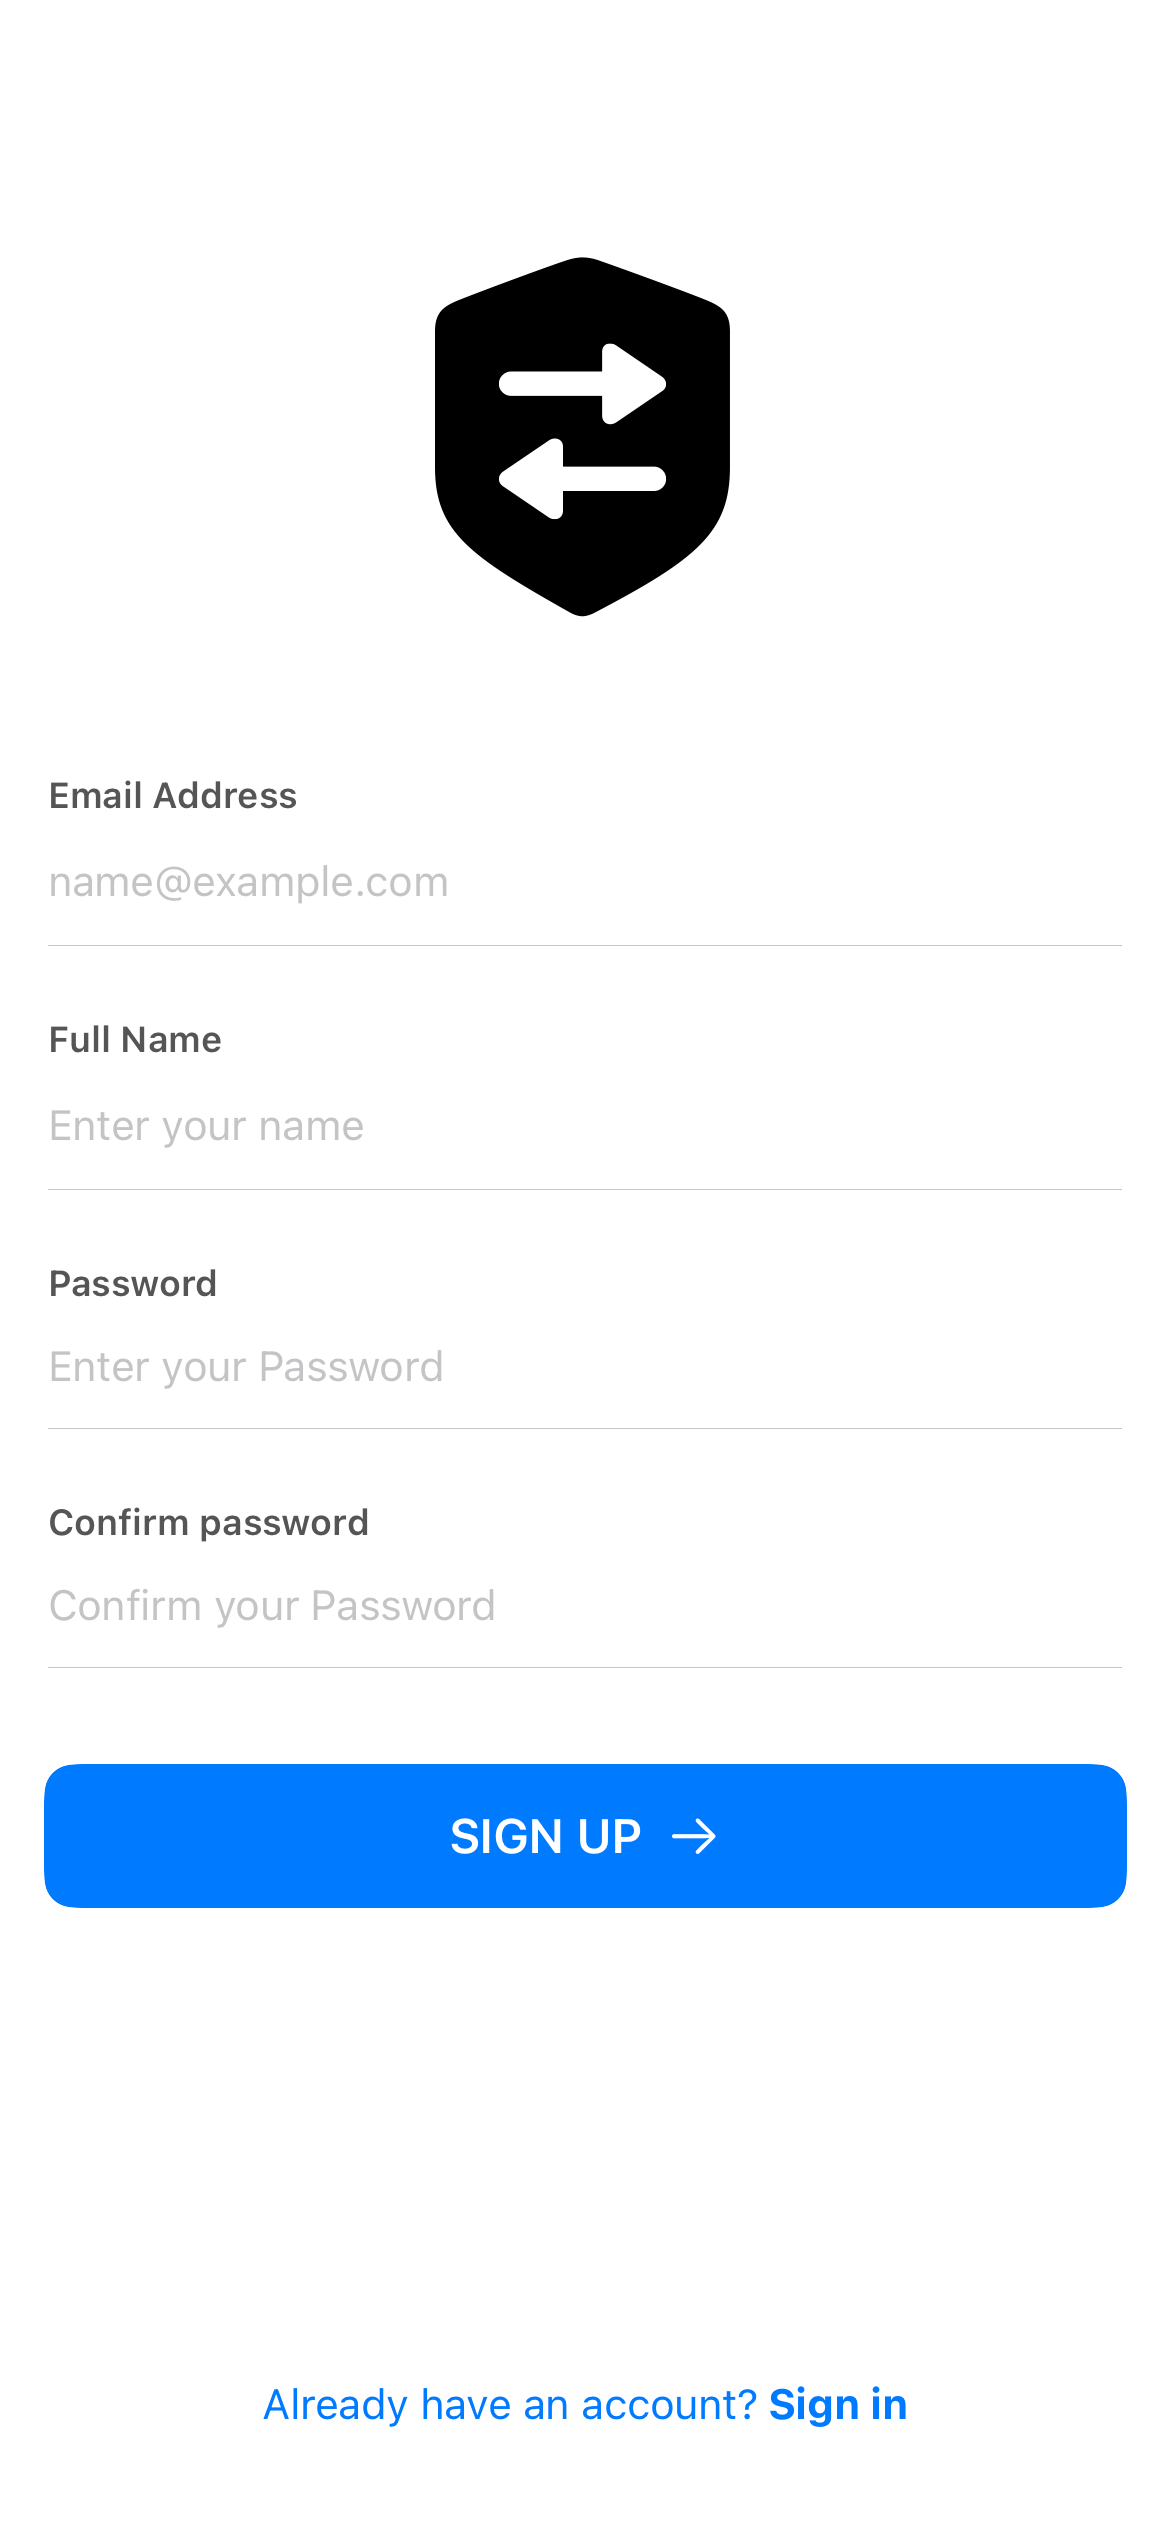 Email Address
name@example.com
Full Name
Enter your name
Password
Enter your Password
Confirm password
Confirm your Password
SIGN UP →
Already have an account? Sign in